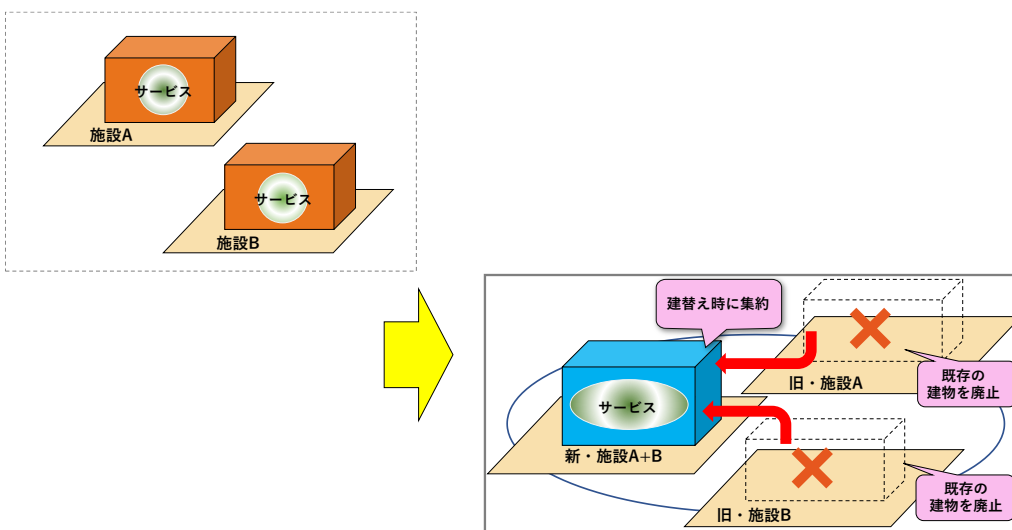 サービス
施設A
サービス
施設B
建替え時に集約
旧・施設A
既存の
建物を廃止
サービス
新・施設A+B
既存の
建物を廃止
旧・施設B